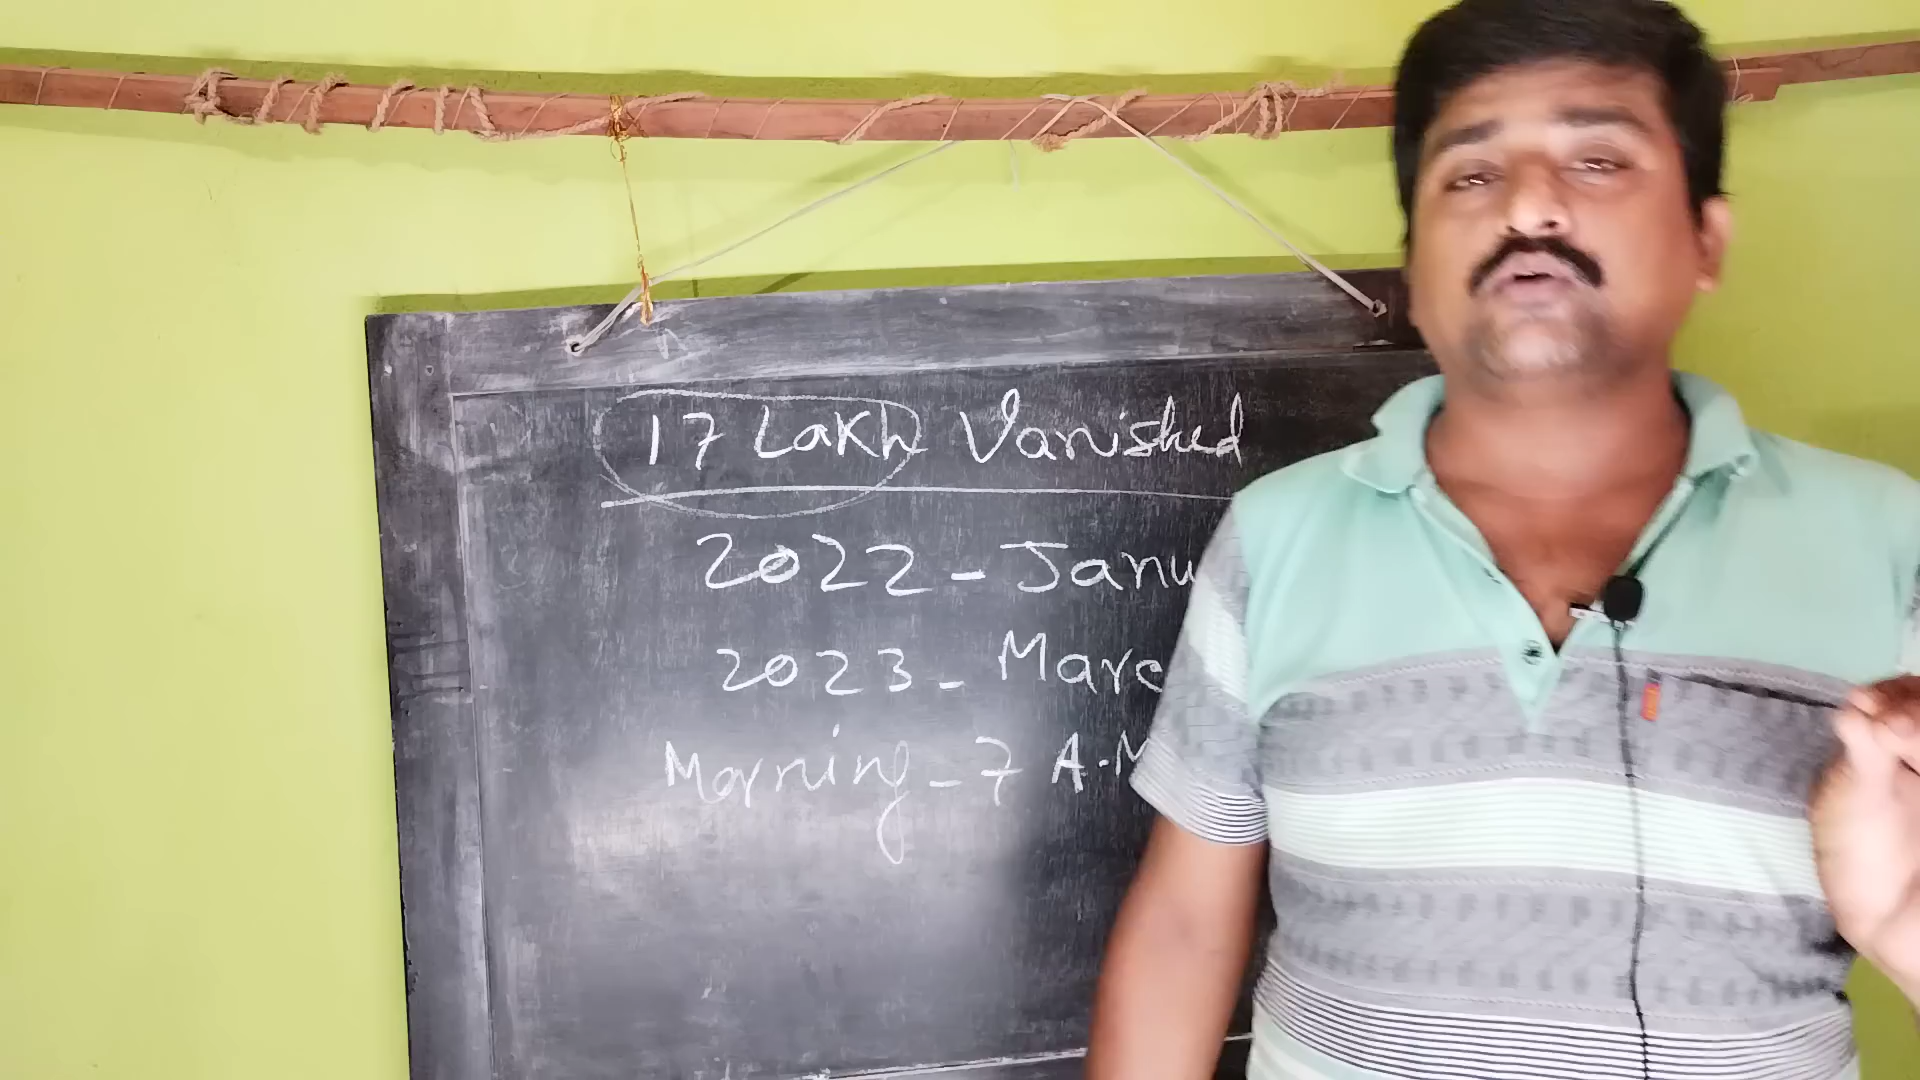 17 Lakh Vanished
2022 - Janu
2023 - Marc
Morning - 7 A.M